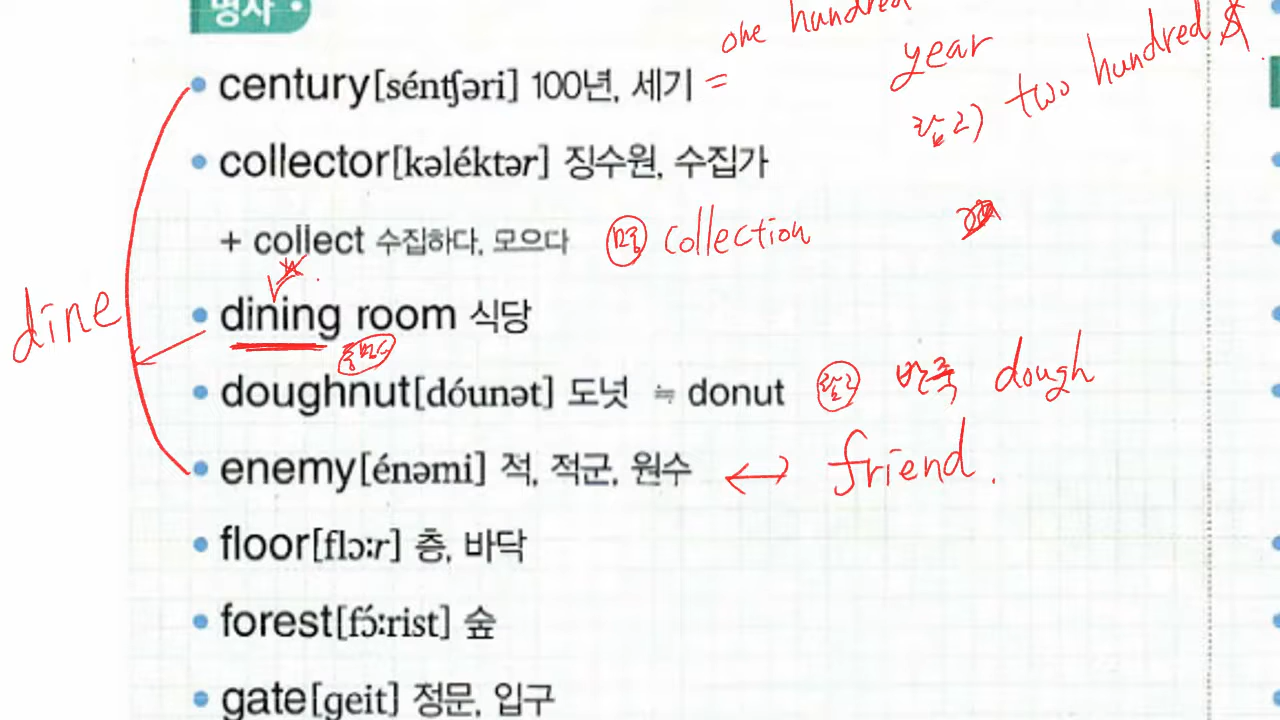 명사
one hundred
century[séntʃəri] 100년, 세기 = year
참고) two hundred
collector[kəléktər] 징수원, 수집가
+ collect 수집하다, 모으다 명 collection
dine
dining room 식당
동명사
doughnut[dóunət] 도넛 ≒ donut 참고 반죽 dough
enemy[énəmi] 적, 적군, 원수 ↔ friend.
floor[flɔːr] 층, 바닥
forest[fɔ́ːrist] 숲
gate[geit] 정문, 입구